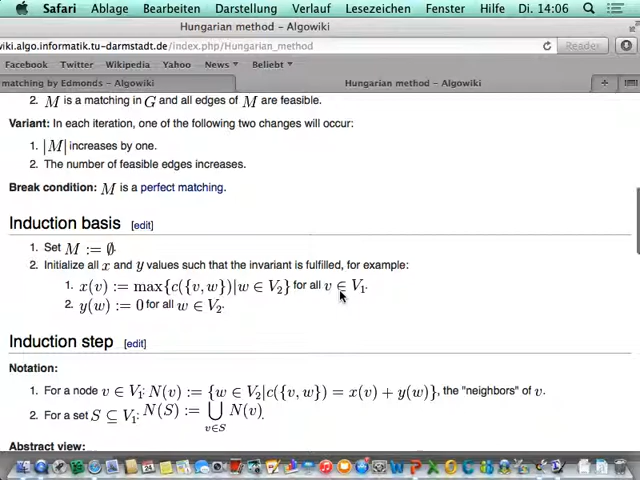 Safari Ablage Bearbeiten Darstellung Verlauf Lesezeichen Fenster Hilfe Di. 14:06
Hungarian method - Algowiki
wiki.algo.informatik.tu-darmstadt.de/index.php/Hungarian_method Reader
Facebook Twitter Wikipedia Yahoo News Beliebt
matching by Edmonds - Algowiki Hungarian method - Algowiki
2. M is a matching in G and all edges of M are feasible.
Variant: In each iteration, one of the following two changes will occur:
1. |M| increases by one.
2. The number of feasible edges increases.
Break condition: M is a perfect matching.
Induction basis [edit]
1. Set M := ∅.
2. Initialize all x and y values such that the invariant is fulfilled, for example:
1. x(v) := max{c({v, w})|w ∈ V₂} for all v ∈ V₁.
2. y(w) := 0 for all w ∈ V₂.
Induction step [edit]
Notation:
1. For a node v ∈ V₁: N(v) := {w ∈ V₂|c({v, w}) = x(v) + y(w)}, the "neighbors" of v.
2. For a set S ⊆ V₁: N(S) := ⋃ N(v).
v∈S
Abstract view: